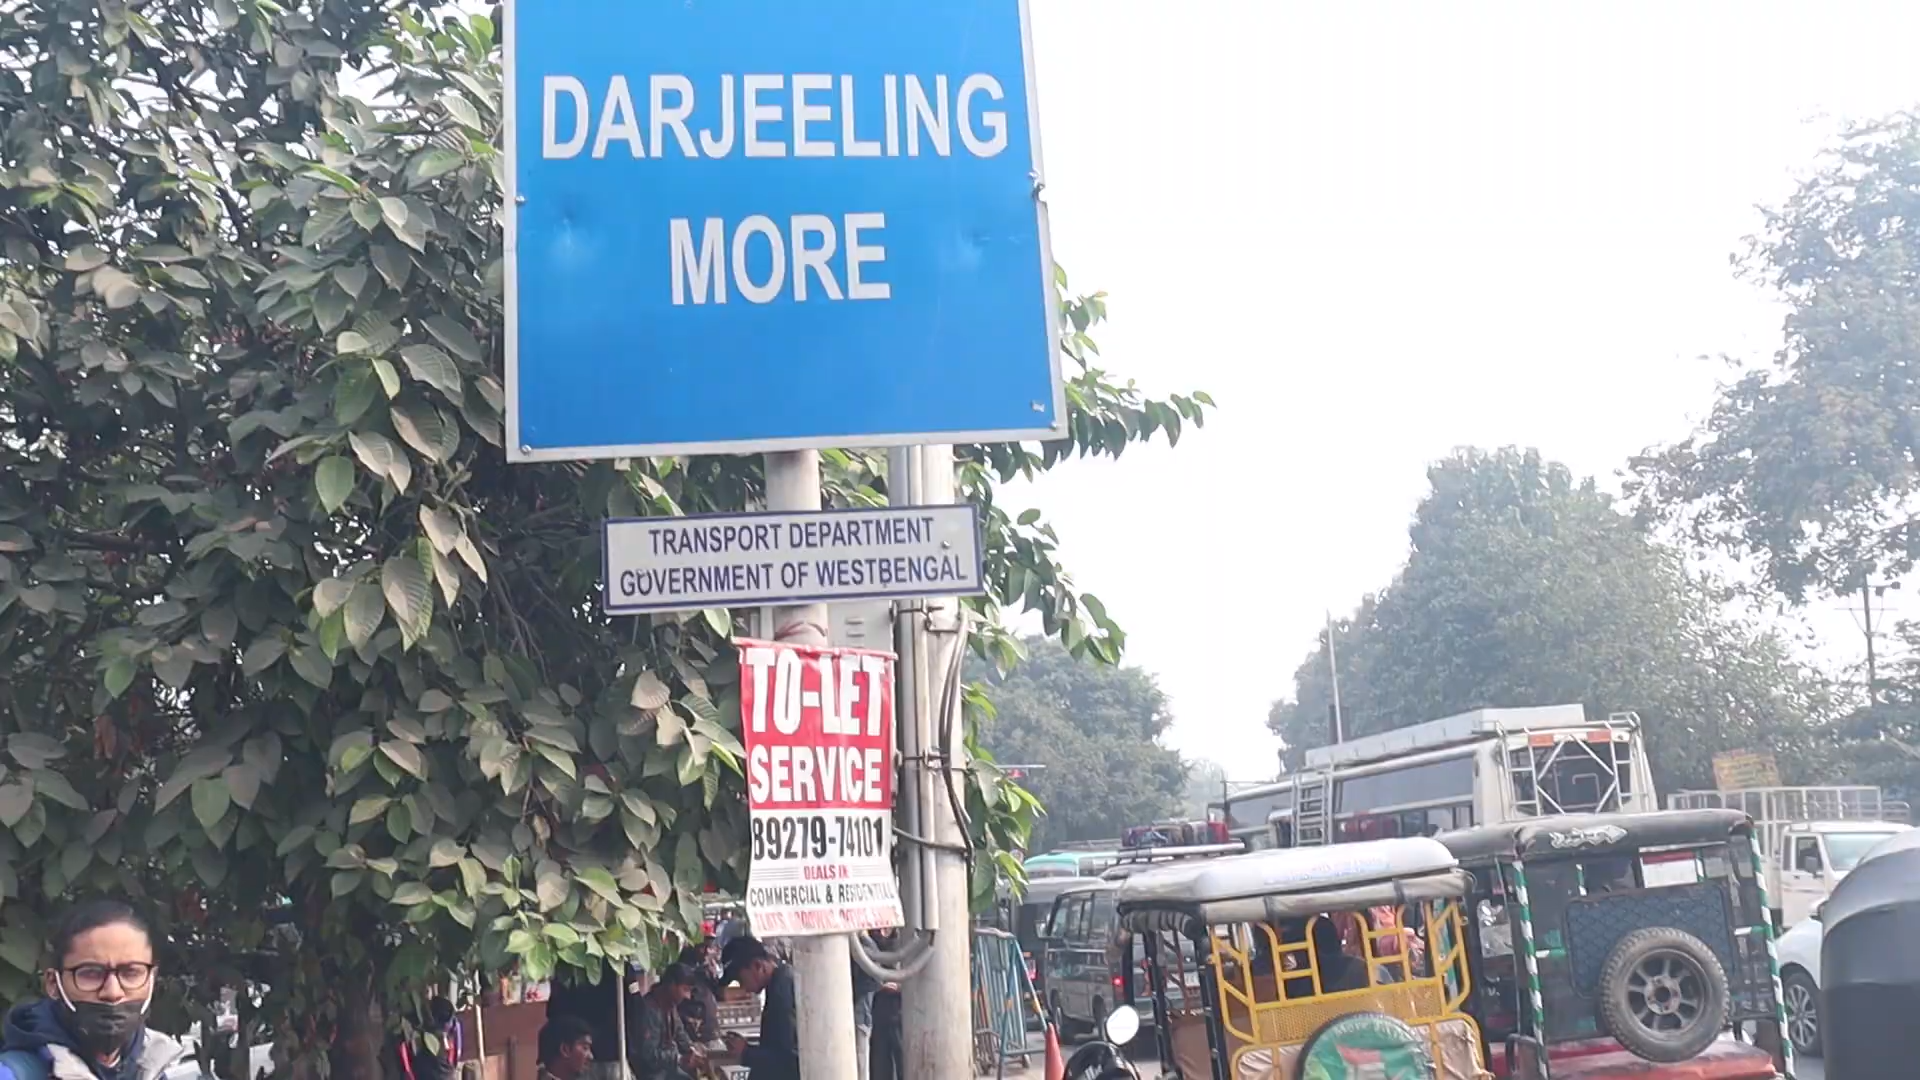 DARJEELING
MORE
TRANSPORT DEPARTMENT
GOVERNMENT OF WESTBENGAL
TO-LET
SERVICE
89279-74101
DEALS IN
COMMERCIAL & RESIDENTIAL